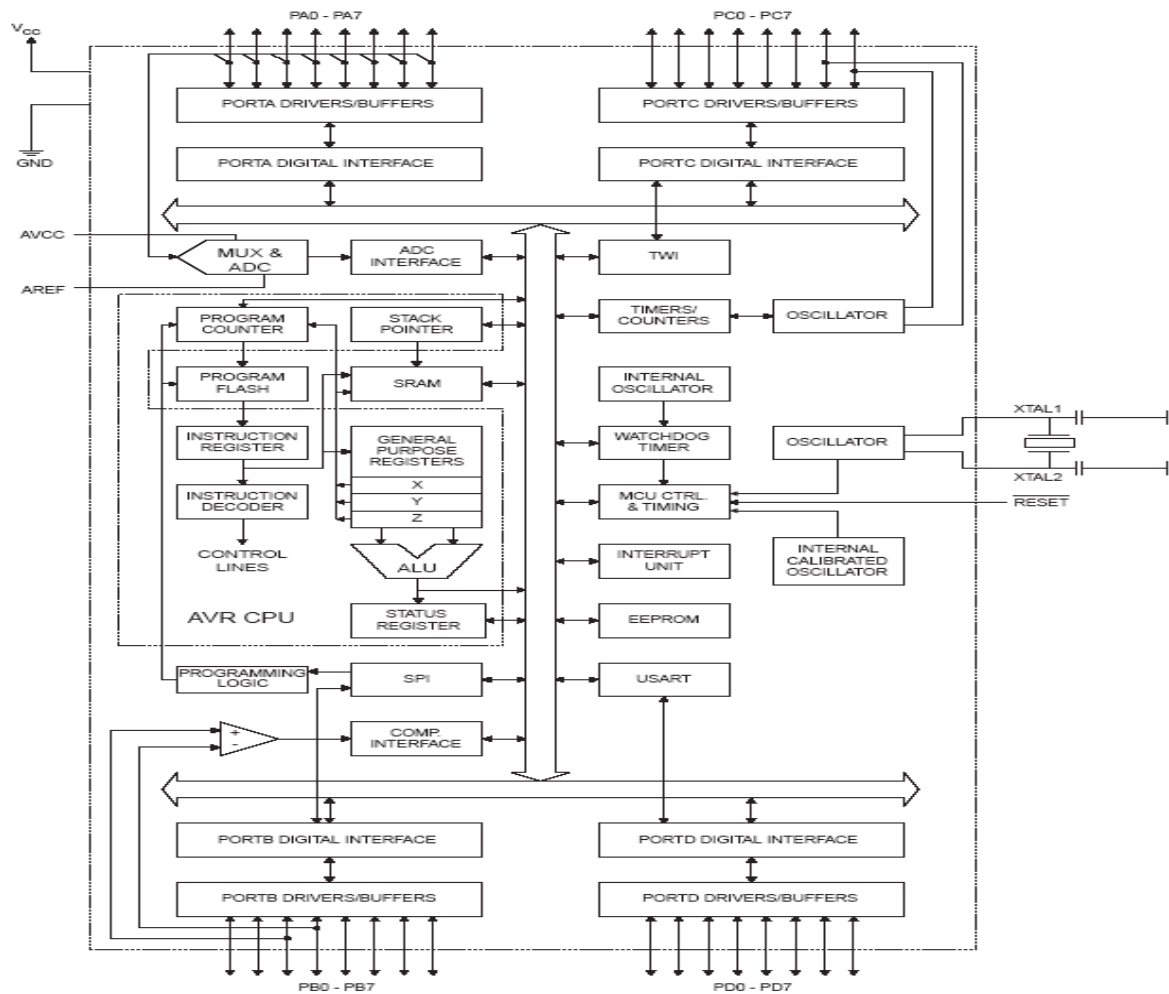 PA0 - PA7
PC0 - PC7
VCC
PORTA DRIVERS/BUFFERS
PORTC DRIVERS/BUFFERS
GND
PORTA DIGITAL INTERFACE
PORTC DIGITAL INTERFACE
AVCC
MUX &
ADC
ADC
INTERFACE
TWI
AREF
PROGRAM
COUNTER
STACK
POINTER
TIMERS/
COUNTERS
OSCILLATOR
PROGRAM
FLASH
SRAM
INTERNAL
OSCILLATOR
XTAL1
INSTRUCTION
REGISTER
GENERAL
PURPOSE
REGISTERS
WATCHDOG
TIMER
OSCILLATOR
XTAL2
X
INSTRUCTION
DECODER
Y
MCU CTRL.
& TIMING
RESET
Z
CONTROL
LINES
ALU
INTERRUPT
UNIT
INTERNAL
CALIBRATED
OSCILLATOR
AVR CPU
STATUS
REGISTER
EEPROM
PROGRAMMING
LOGIC
SPI
USART
+
-
COMP.
INTERFACE
PORTB DIGITAL INTERFACE
PORTD DIGITAL INTERFACE
PORTB DRIVERS/BUFFERS
PORTD DRIVERS/BUFFERS
PB0 - PB7
PD0 - PD7